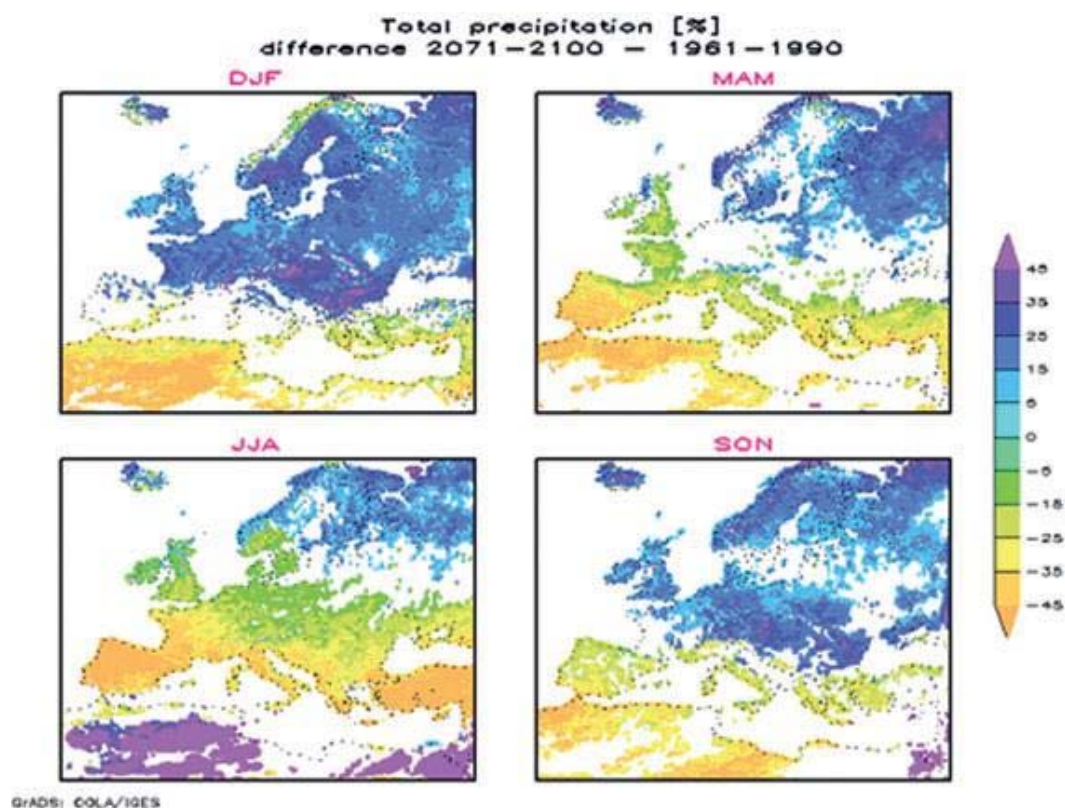 Total precipitation [%]
difference 2071-2100 - 1961-1990
DJF
MAM
JJA
SON
45
35
25
15
5
0
-5
-15
-25
-35
-45
GrADS: COLA/IGES